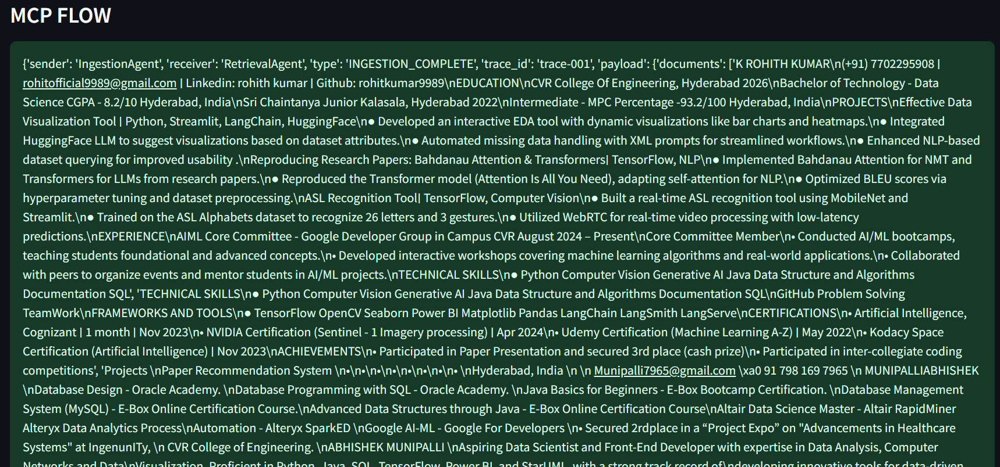 MCP FLOW
{'sender': 'IngestionAgent', 'receiver': 'RetrievalAgent', 'type': 'INGESTION_COMPLETE', 'trace_id': 'trace-001', 'payload': {'documents': ['K ROHITH KUMAR\n(+91) 7702295908 |
rohitofficial9989@gmail.com | Linkedin: rohith kumar | Github: rohitkumar9989\nEDUCATION\nCVR College Of Engineering, Hyderabad 2026\nBachelor of Technology - Data
Science CGPA - 8.2/10 Hyderabad, India\nSri Chaintanya Junior Kalasala, Hyderabad 2022\nIntermediate - MPC Percentage -93.2/100 Hyderabad, India\nPROJECTS\nEffective Data
Visualization Tool | Python, Streamlit, LangChain, HuggingFace\n● Developed an interactive EDA tool with dynamic visualizations like bar charts and heatmaps.\n● Integrated
HuggingFace LLM to suggest visualizations based on dataset attributes.\n● Automated missing data handling with XML prompts for streamlined workflows.\n● Enhanced NLP-based
dataset querying for improved usability .\nReproducing Research Papers: Bahdanau Attention & Transformers| TensorFlow, NLP\n● Implemented Bahdanau Attention for NMT and
Transformers for LLMs from research papers.\n● Reproduced the Transformer model (Attention Is All You Need), adapting self-attention for NLP.\n● Optimized BLEU scores via
hyperparameter tuning and dataset preprocessing.\nASL Recognition Tool| TensorFlow, Computer Vision\n● Built a real-time ASL recognition tool using MobileNet and
Streamlit.\n● Trained on the ASL Alphabets dataset to recognize 26 letters and 3 gestures.\n● Utilized WebRTC for real-time video processing with low-latency
predictions.\nEXPERIENCE\nAIML Core Committee - Google Developer Group in Campus CVR August 2024 – Present\nCore Committee Member\n• Conducted AI/ML bootcamps,
teaching students foundational and advanced concepts.\n• Developed interactive workshops covering machine learning algorithms and real-world applications.\n• Collaborated
with peers to organize events and mentor students in AI/ML projects.\nTECHNICAL SKILLS\n● Python Computer Vision Generative AI Java Data Structure and Algorithms
Documentation SQL', 'TECHNICAL SKILLS\n● Python Computer Vision Generative AI Java Data Structure and Algorithms Documentation SQL\nGitHub Problem Solving
TeamWork\nFRAMEWORKS AND TOOLS\n● TensorFlow OpenCV Seaborn Power BI Matplotlib Pandas LangChain LangSmith LangServe\nCERTIFICATIONS\n• Artificial Intelligence,
Cognizant | 1 month | Nov 2023\n• NVIDIA Certification (Sentinel - 1 Imagery processing) | Apr 2024\n• Udemy Certification (Machine Learning A-Z) | May 2022\n• Kodacy Space
Certification (Artificial Intelligence) | Nov 2023\nACHIEVEMENTS\n• Participated in Paper Presentation and secured 3rd place (cash prize)\n• Participated in inter-collegiate coding
competitions', 'Projects \nPaper Recommendation System \n•\n•\n•\n•\n•\n•\n•\n• \nHyderabad, India \n \n Munipalli7965@gmail.com \xa0 91 798 169 7965 \n MUNIPALLIABHISHEK
\nDatabase Design - Oracle Academy. \nDatabase Programming with SQL - Oracle Academy. \nJava Basics for Beginners - E-Box Bootcamp Certification. \nDatabase Management
System (MySQL) - E-Box Online Certification Course.\nAdvanced Data Structures through Java - E-Box Online Certification Course\nAltair Data Science Master - Altair RapidMiner
Alteryx Data Analytics Process\nAutomation - Alteryx SparkED \nGoogle AI-ML - Google For Developers \n• Secured 2rdplace in a “Project Expo” on "Advancements in Healthcare
Systems" at IngenunITy, \n CVR College of Engineering. \nABHISHEK MUNIPALLI \nAspiring Data Scientist and Front-End Developer with expertise in Data Analysis, Computer
Networks and Data\nVisualization. Proficient in Python, Java, SQL, TensorFlow, Power BI, and StarUML, with a strong track record of\ndeveloping innovative tools for data-driven